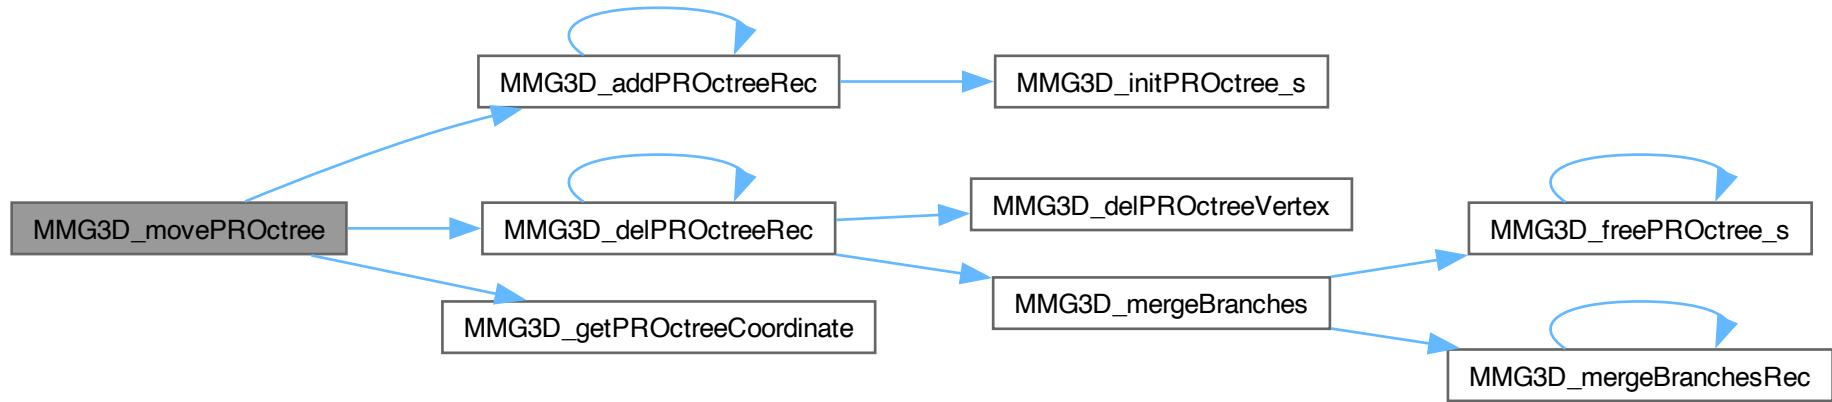 MMG3D_addPROctreeRec
MMG3D_initPROctree_s
MMG3D_movePROctree
MMG3D_delPROctreeRec
MMG3D_delPROctreeVertex
MMG3D_freePROctree_s
MMG3D_mergeBranches
MMG3D_getPROctreeCoordinate
MMG3D_mergeBranchesRec